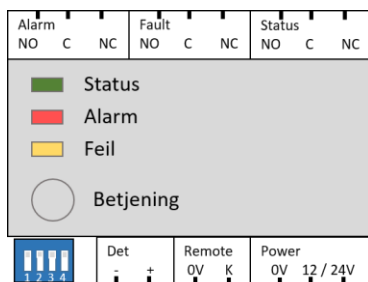 Alarm Fault Status
NO C NC NO C NC NO C NC
Status
Alarm
Feil
Betjening
Det Remote Power
1 2 3 4 - + 0V K 0V 12 / 24V